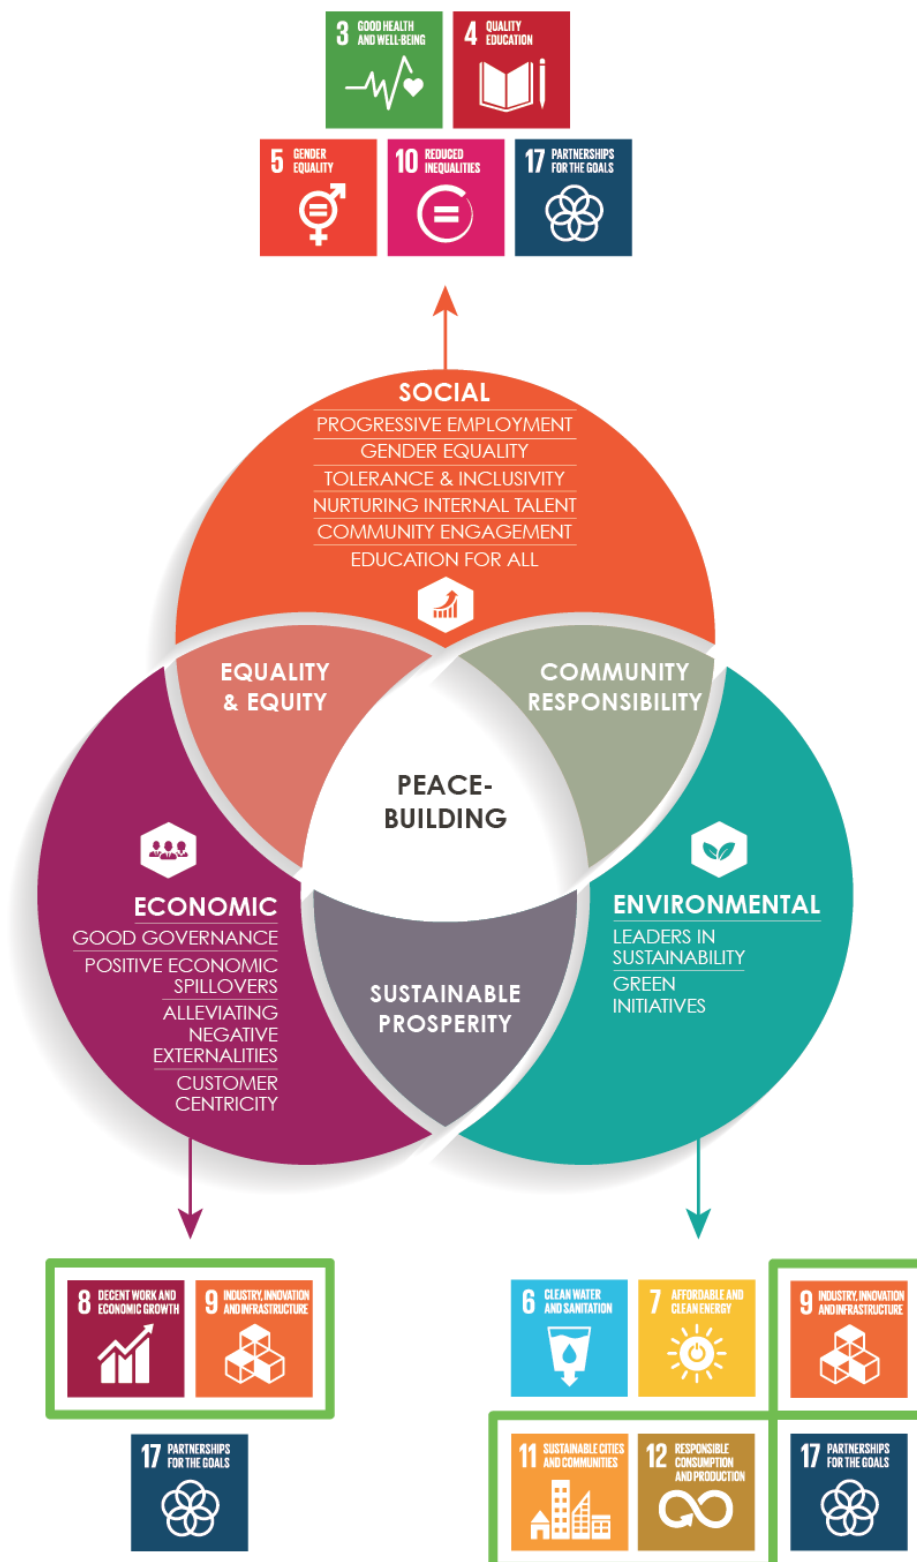 3 GOOD HEALTH
AND WELL-BEING
4 QUALITY
EDUCATION
5 GENDER
EQUALITY
10 REDUCED
INEQUALITIES
17 PARTNERSHIPS
FOR THE GOALS
SOCIAL
PROGRESSIVE EMPLOYMENT
GENDER EQUALITY
TOLERANCE & INCLUSIVITY
NURTURING INTERNAL TALENT
COMMUNITY ENGAGEMENT
EDUCATION FOR ALL
EQUALITY
& EQUITY
COMMUNITY
RESPONSIBILITY
PEACE-
BUILDING
ECONOMIC
GOOD GOVERNANCE
POSITIVE ECONOMIC
SPILLOVERS
ALLEVIATING
NEGATIVE
EXTERNALITIES
CUSTOMER
CENTRICITY
ENVIRONMENTAL
LEADERS IN
SUSTAINABILITY
GREEN
INITIATIVES
SUSTAINABLE
PROSPERITY
8 DECENT WORK AND
ECONOMIC GROWTH
9 INDUSTRY, INNOVATION
AND INFRASTRUCTURE
17 PARTNERSHIPS
FOR THE GOALS
6 CLEAN WATER
AND SANITATION
7 AFFORDABLE AND
CLEAN ENERGY
9 INDUSTRY, INNOVATION
AND INFRASTRUCTURE
11 SUSTAINABLE CITIES
AND COMMUNITIES
12 RESPONSIBLE
CONSUMPTION
AND PRODUCTION
17 PARTNERSHIPS
FOR THE GOALS